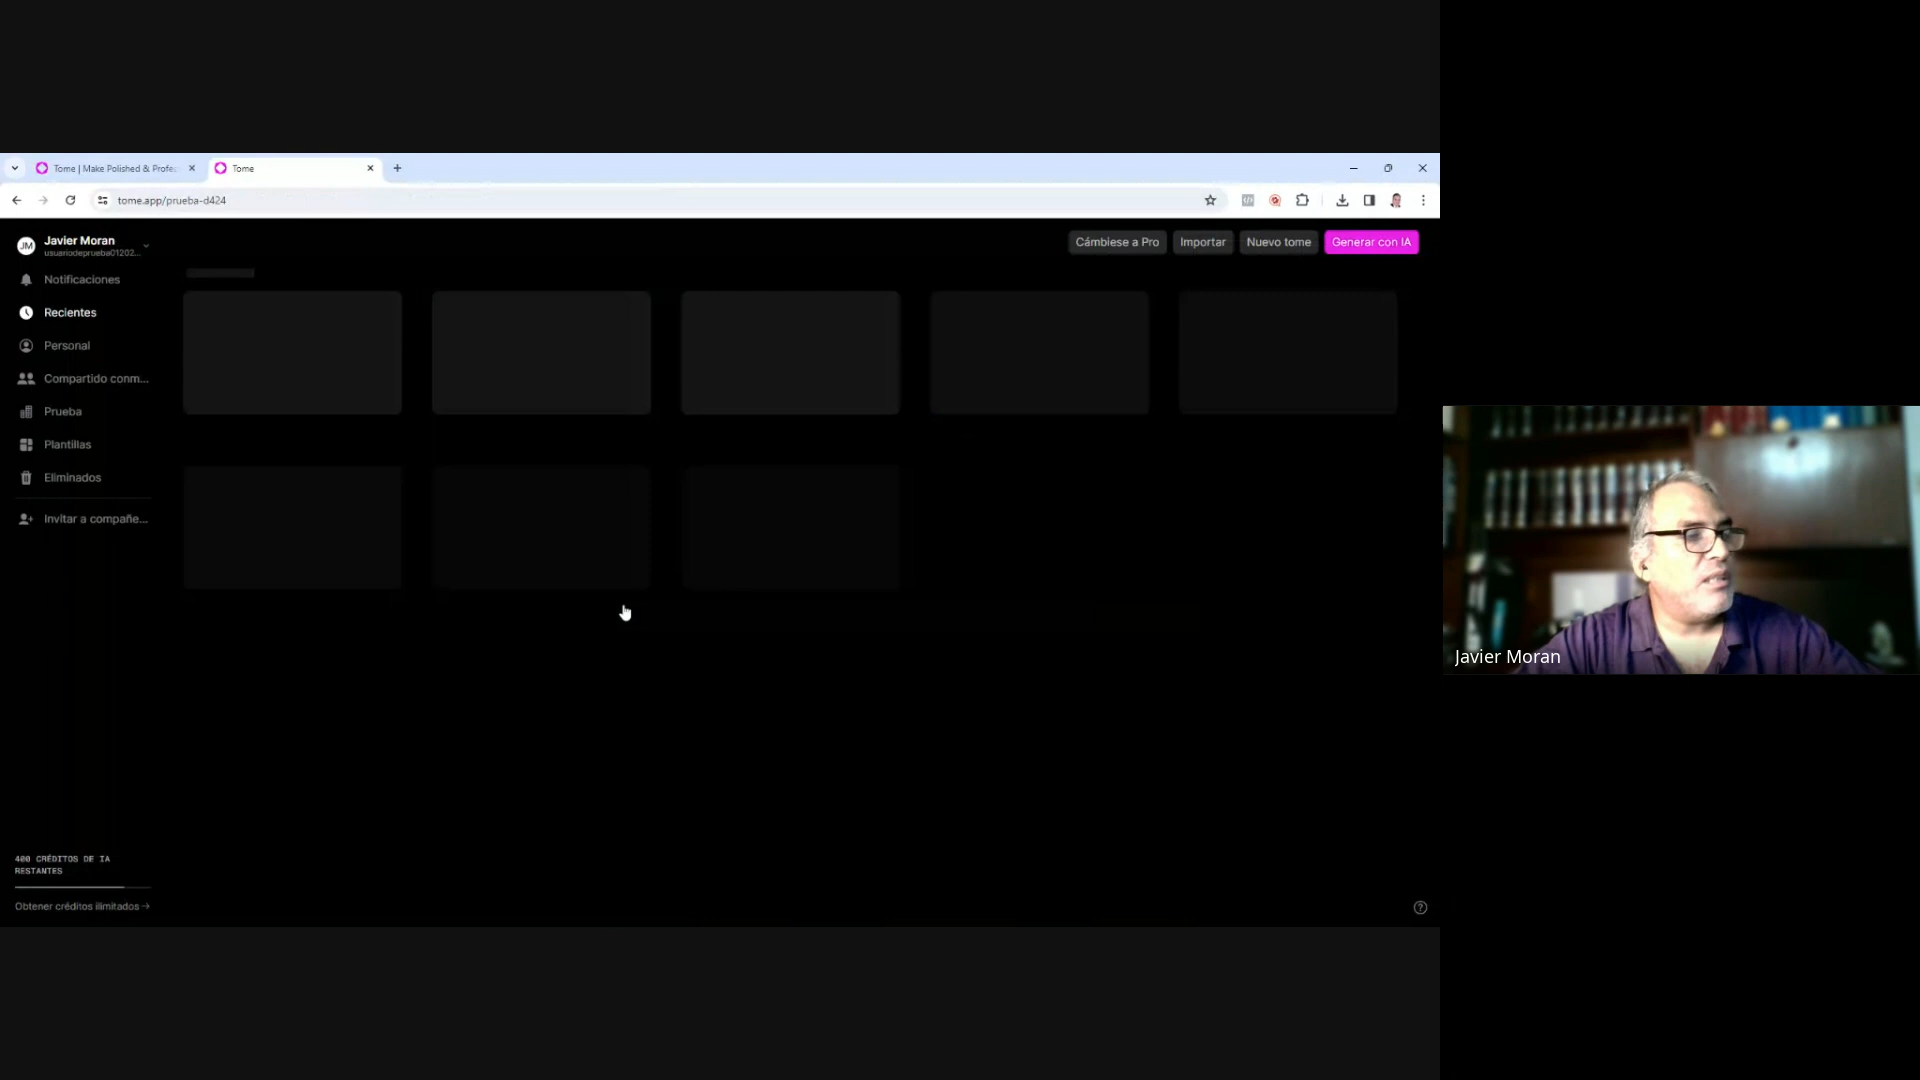 Tome | Make Polished & Profe
Tome
tome.app/prueba-d424
JM
Javier Moran
usuariodeprueba01202...
Cámbiese a Pro
Importar
Nuevo tome
Generar con IA
Notificaciones
Recientes
Personal
Compartido conm...
Prueba
Plantillas
Eliminados
Invitar a compañe...
Javier Moran
400 CRÉDITOS DE IA
RESTANTES
Obtener créditos ilimitados